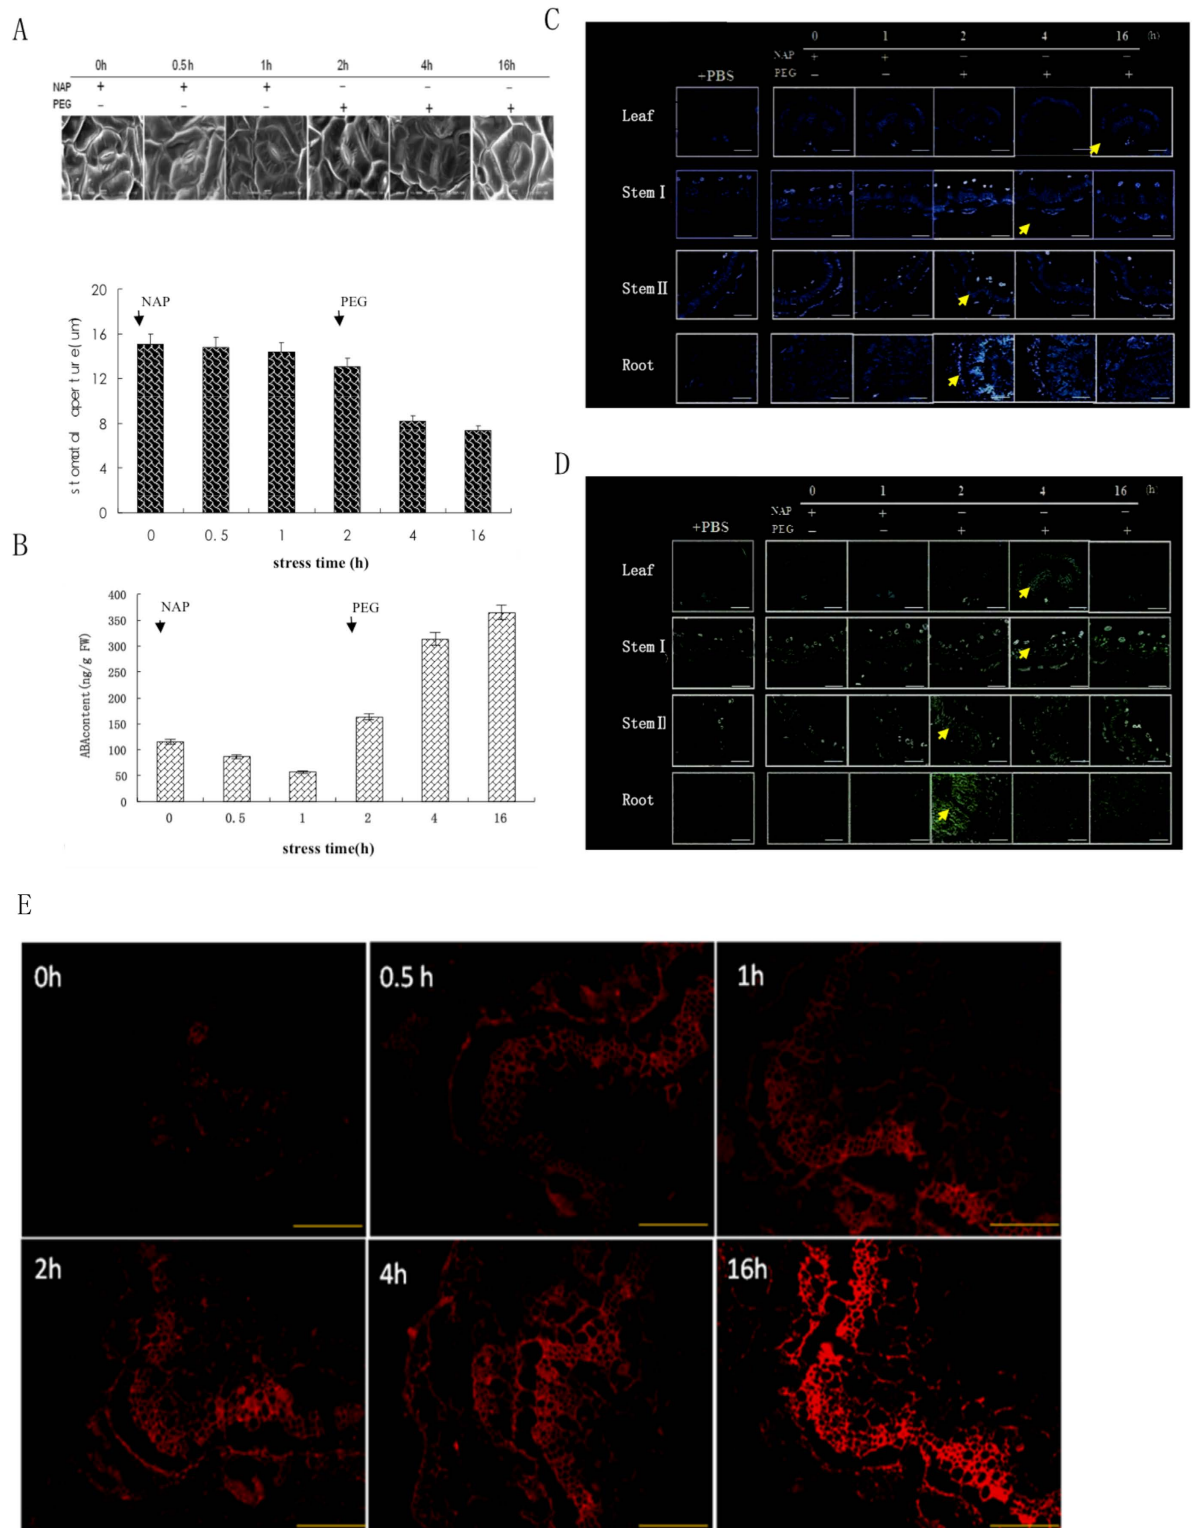 A
0h 0.5h 1h 2h 4h 16h
NAP + + + – – –
PEG – – – + + +
20
16
12
8
4
0
stomatal aperture(um)
NAP
PEG
0 0.5 1 2 4 16
stress time (h)
B
400
350
300
250
200
150
100
50
0
ABAcontent(ng/g FW)
NAP
PEG
0 0.5 1 2 4 16
stress time(h)
C
0 1 2 4 16 (h)
NAP + + – – –
+PBS PEG – – + + +
Leaf
Stem Ⅰ
Stem Ⅱ
Root
D
0 1 2 4 16 (h)
NAP + + – – –
+PBS PEG – – + + +
Leaf
Stem Ⅰ
Stem Ⅱ
Root
E
0h
0.5 h
1h
2h
4h
16h